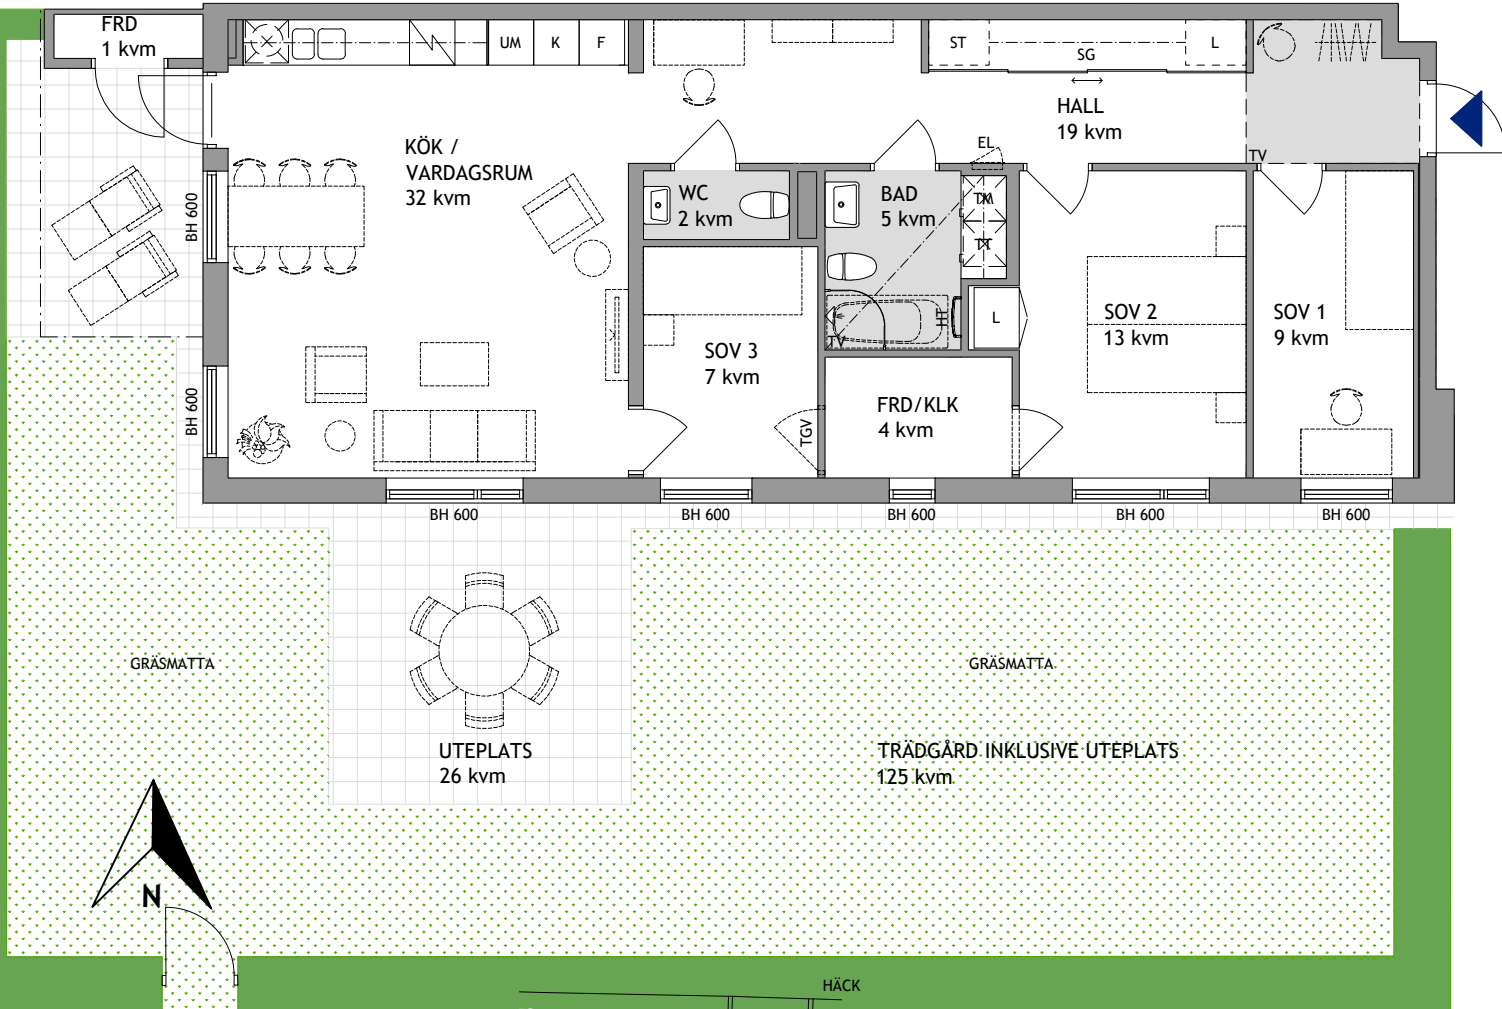 FRD
1 kvm
UM
K
F
ST
SG
L
HALL
19 kvm
KÖK /
VARDAGSRUM
32 kvm
EL
TV
WC
2 kvm
BAD
5 kvm
TM
TT
BH 600
HT
L
TV
SOV 2
13 kvm
SOV 1
9 kvm
SOV 3
7 kvm
BH 600
FRD/KLK
4 kvm
TGV
BH 600
BH 600
BH 600
BH 600
BH 600
GRÄSMATTA
GRÄSMATTA
UTEPLATS
26 kvm
TRÄDGÅRD INKLUSIVE UTEPLATS
125 kvm
N
HÄCK